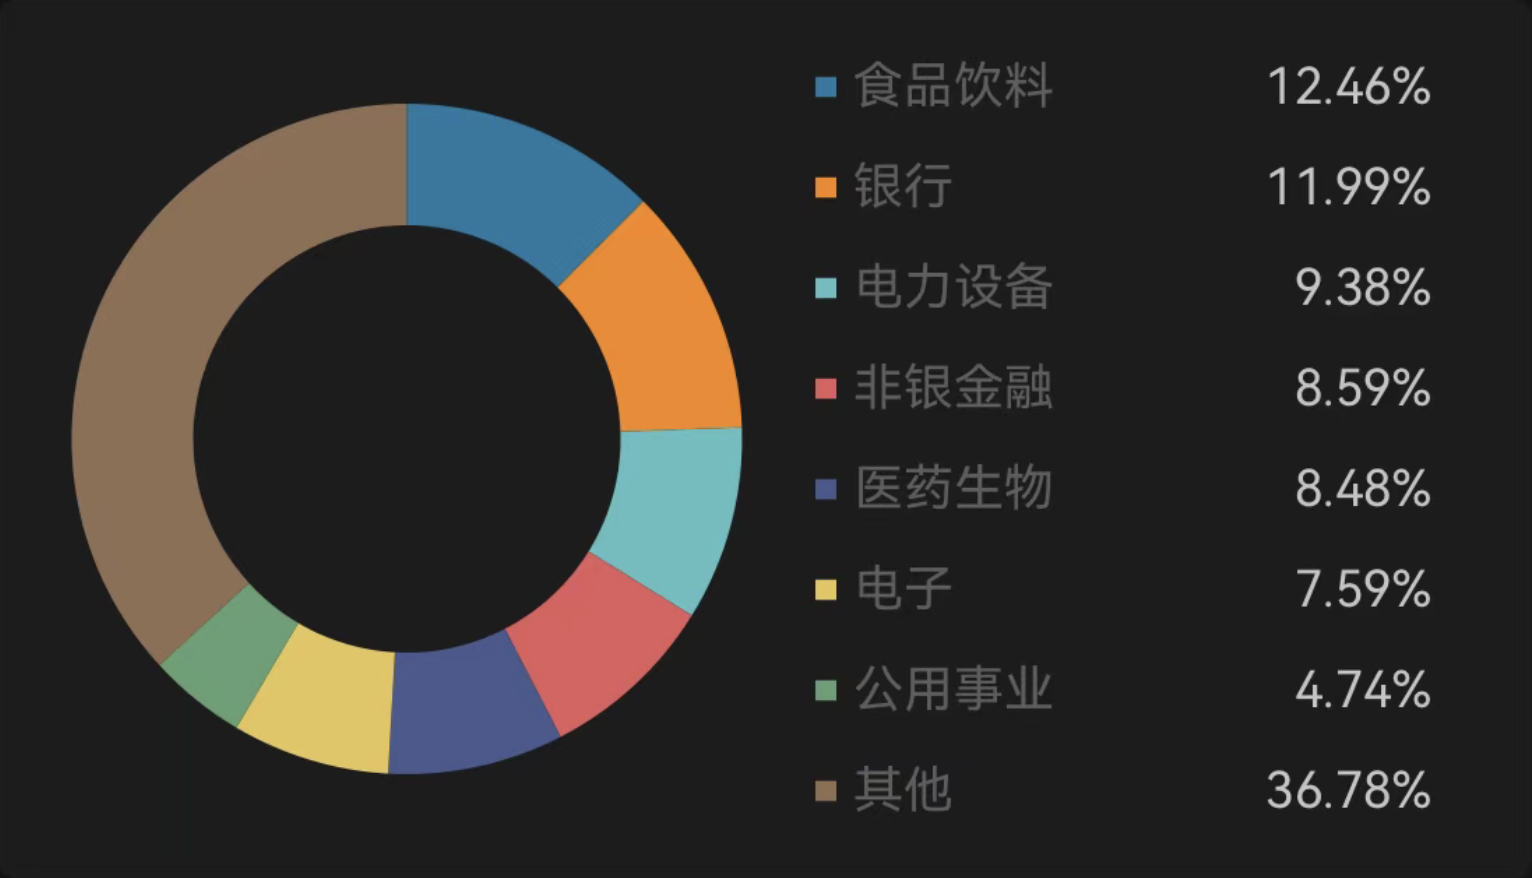 食品饮料 12.46%
银行 11.99%
电力设备 9.38%
非银金融 8.59%
医药生物 8.48%
电子 7.59%
公用事业 4.74%
其他 36.78%